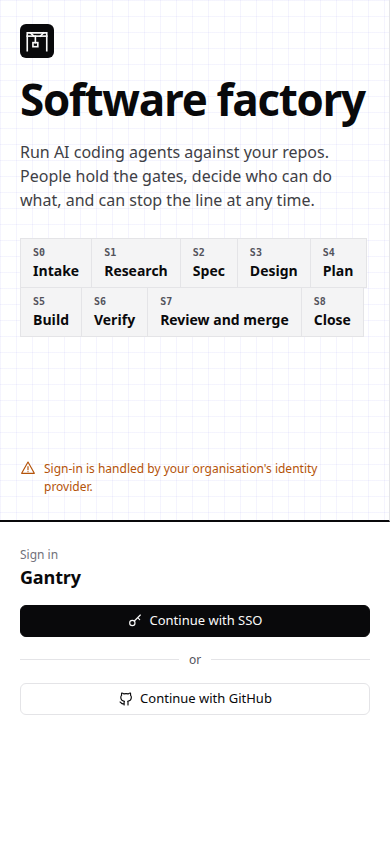 Software factory
Run AI coding agents against your repos.
People hold the gates, decide who can do
what, and can stop the line at any time.
S0 S1 S2 S3 S4
Intake Research Spec Design Plan
S5 S6 S7 S8
Build Verify Review and merge Close
Sign-in is handled by your organisation's identity
provider.
Sign in
Gantry
Continue with SSO
or
Continue with GitHub